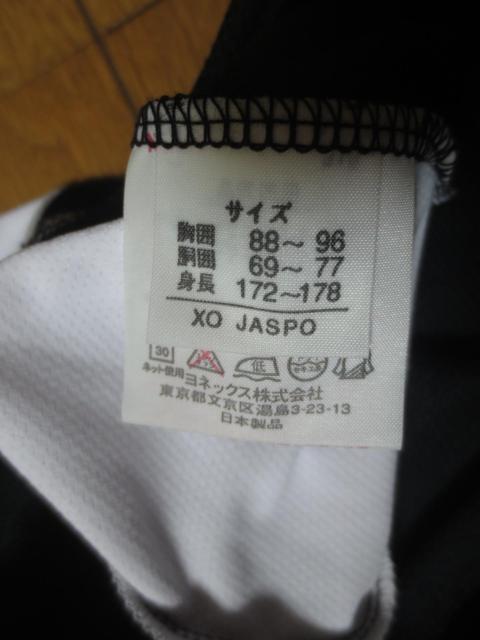 サイズ
胸囲 88～ 96
胴囲 69～ 77
身長 172～178
XO JASPO
30 低
ネット使用
ヨネックス株式会社
東京都文京区湯島3-23-13
日本製品